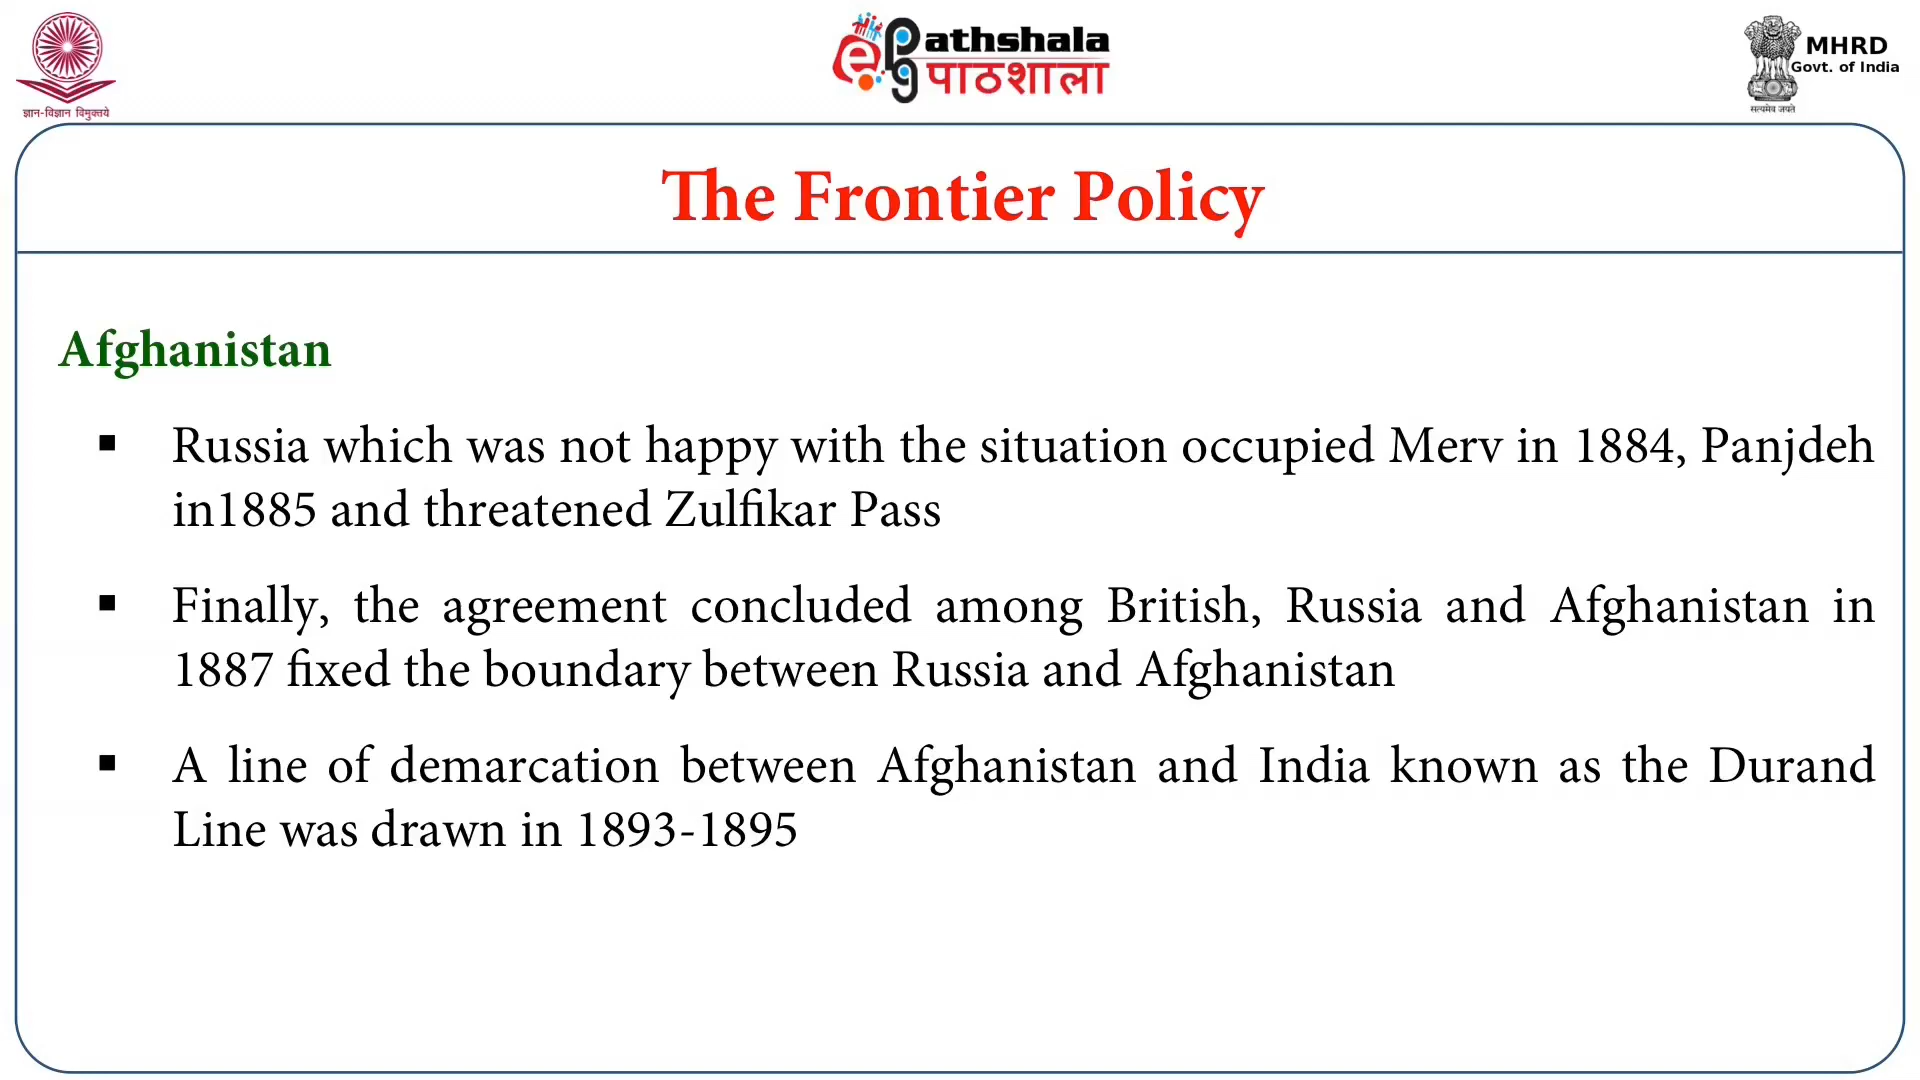 ज्ञान-विज्ञान विमुक्तये
ePg Pathshala
पाठशाला
MHRD
Govt. of India
सत्यमेव जयते
The Frontier Policy
Afghanistan
▪ Russia which was not happy with the situation occupied Merv in 1884, Panjdeh
in1885 and threatened Zulfikar Pass
▪ Finally, the agreement concluded among British, Russia and Afghanistan in
1887 fixed the boundary between Russia and Afghanistan
▪ A line of demarcation between Afghanistan and India known as the Durand
Line was drawn in 1893-1895